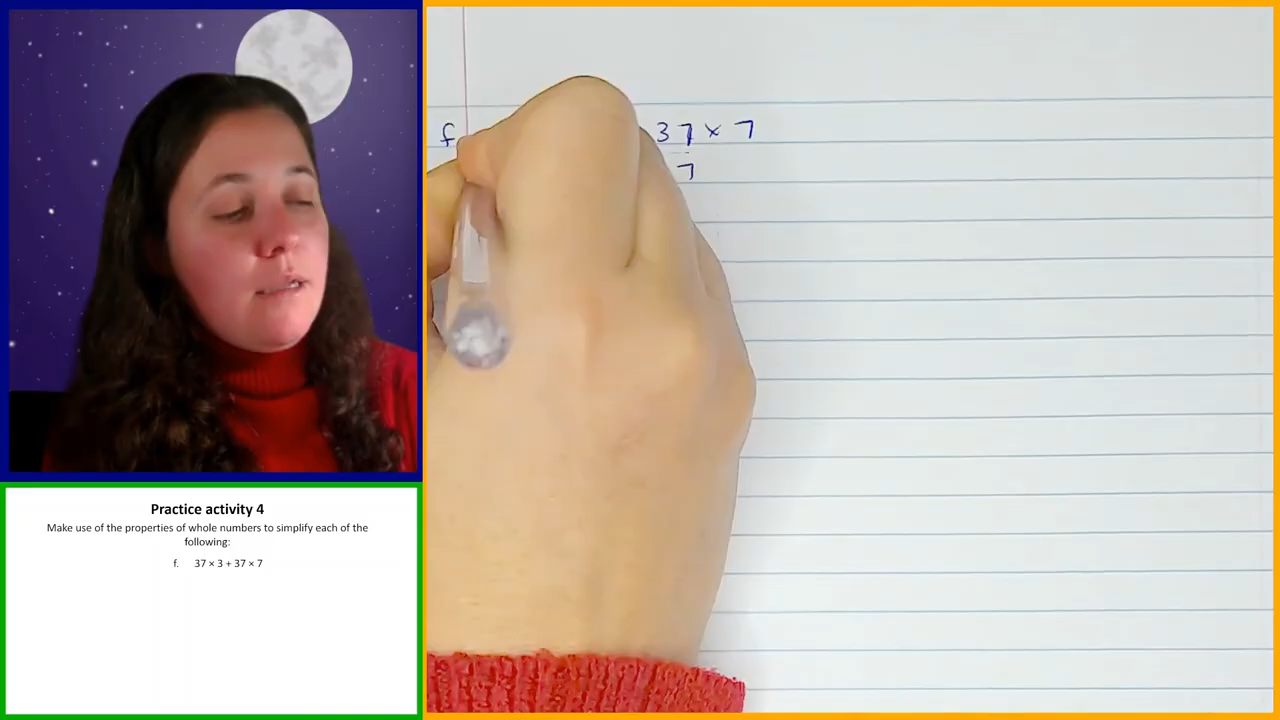 f
37 × 7
7
Practice activity 4
Make use of the properties of whole numbers to simplify each of the
following:
f. 37 × 3 + 37 × 7